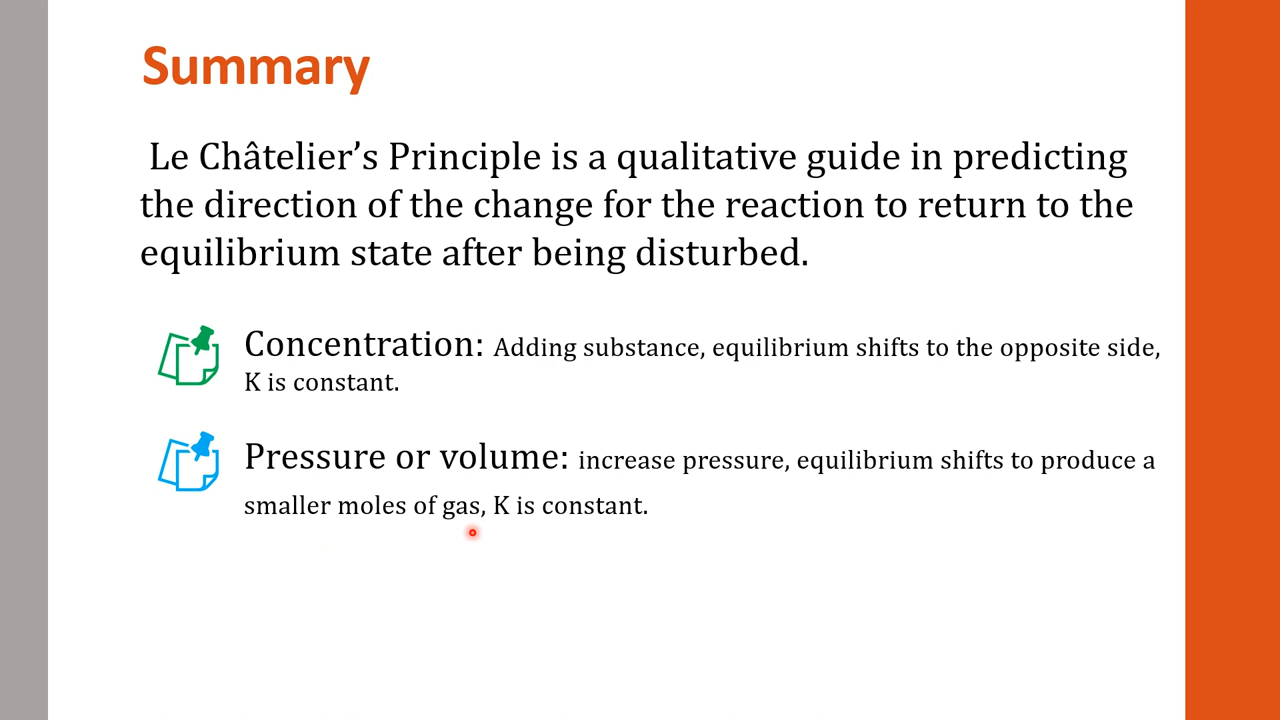 Summary
Le Châtelier’s Principle is a qualitative guide in predicting
the direction of the change for the reaction to return to the
equilibrium state after being disturbed.
Concentration: Adding substance, equilibrium shifts to the opposite side,
K is constant.
Pressure or volume: increase pressure, equilibrium shifts to produce a
smaller moles of gas, K is constant.